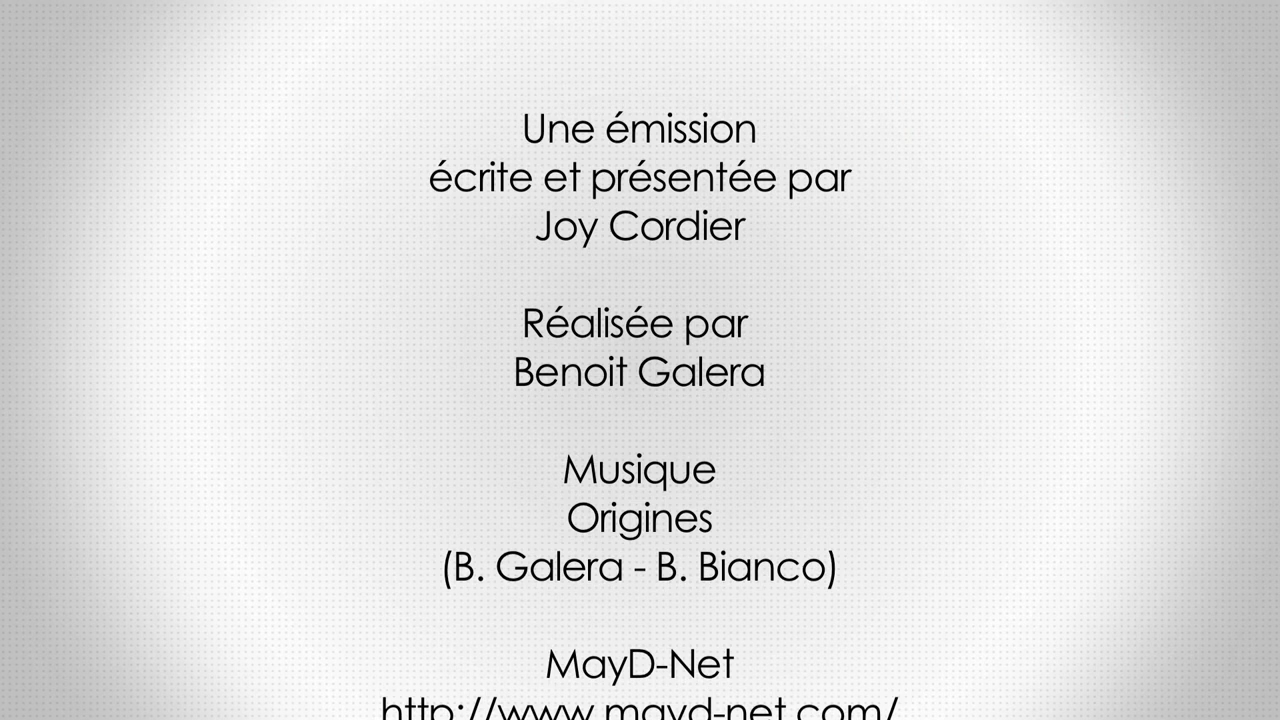 Une émission
écrite et présentée par
Joy Cordier
Réalisée par
Benoit Galera
Musique
Origines
(B. Galera - B. Bianco)
MayD-Net
http://www.mayd-net.com/